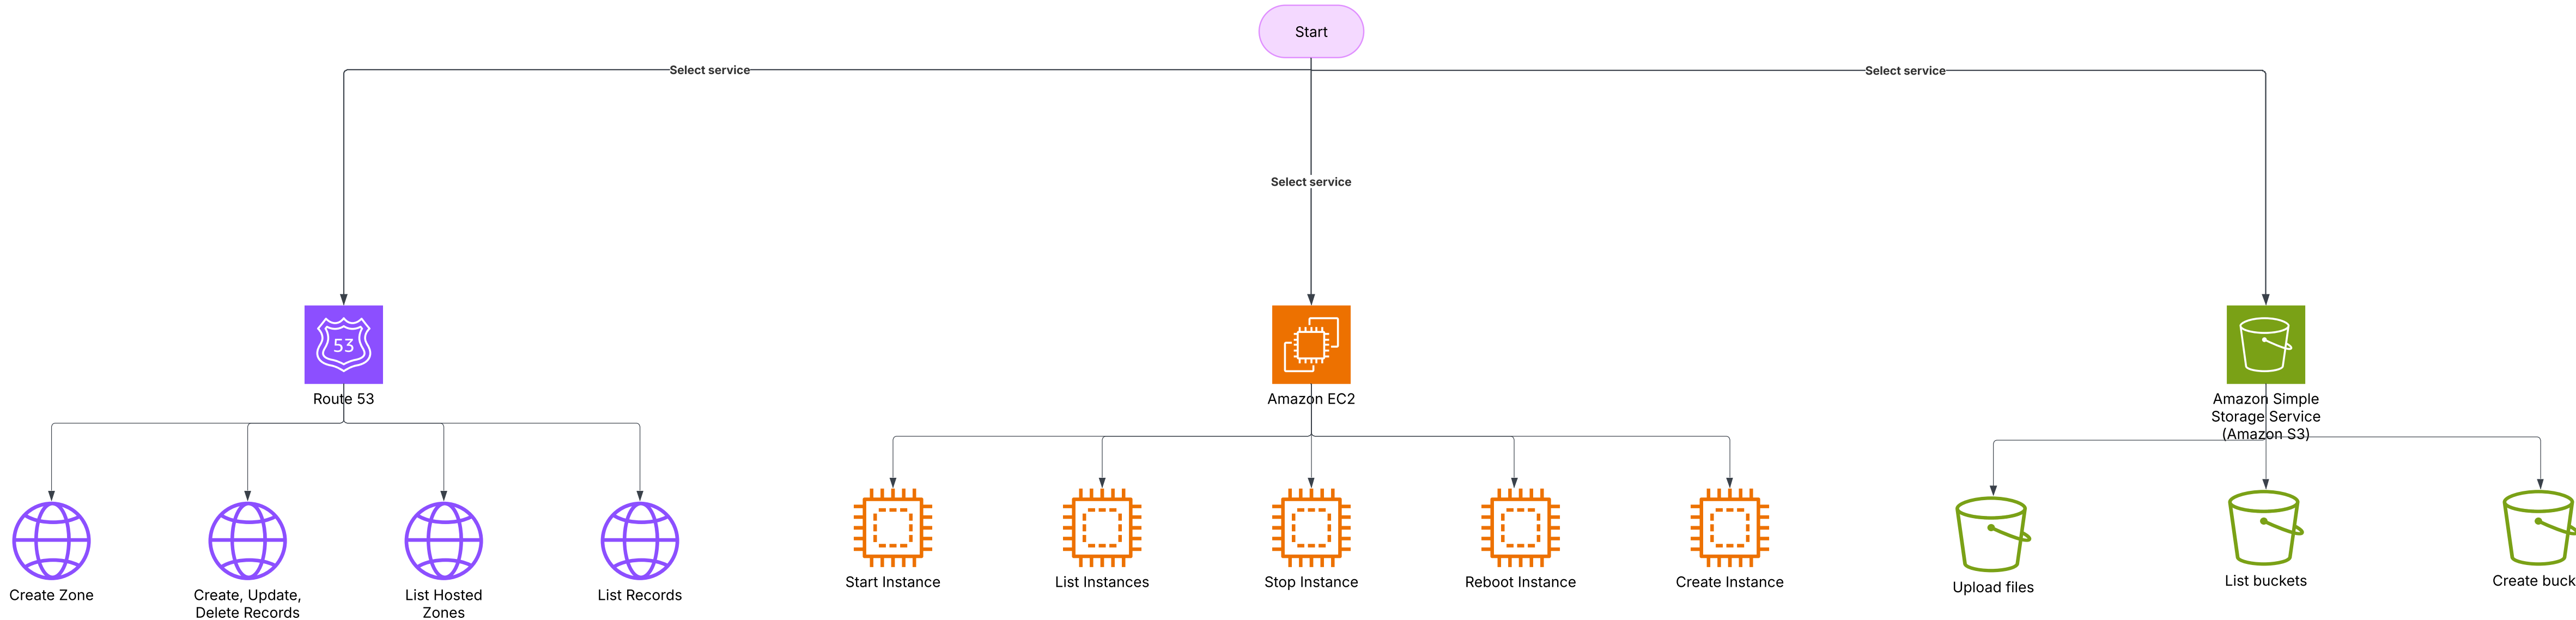 Start
Select service
Select service
Select service
53
Route 53
Amazon EC2
Amazon Simple
Storage Service
(Amazon S3)
Create Zone
Create, Update,
Delete Records
List Hosted
Zones
List Records
Start Instance
List Instances
Stop Instance
Reboot Instance
Create Instance
Upload files
List buckets
Create